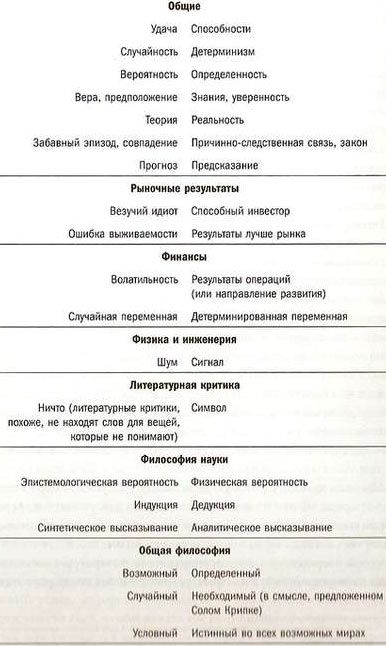 Общие
Удача Способности
Случайность Детерминизм
Вероятность Определенность
Вера, предположение Знания, уверенность
Теория Реальность
Забавный эпизод, совпадение Причинно-следственная связь, закон
Прогноз Предсказание
Рыночные результаты
Везучий идиот Способный инвестор
Ошибка выживаемости Результаты лучше рынка
Финансы
Волатильность Результаты операций
(или направление развития)
Случайная переменная Детерминированная переменная
Физика и инженерия
Шум Сигнал
Литературная критика
Ничто (литературные критики, Символ
похоже, не находят слов для вещей,
которые не понимают)
Философия науки
Эпистемологическая вероятность Физическая вероятность
Индукция Дедукция
Синтетическое высказывание Аналитическое высказывание
Общая философия
Возможный Определенный
Случайный Необходимый (в смысле, предложенном
Солом Крипке)
Условный Истинный во всех возможных мирах